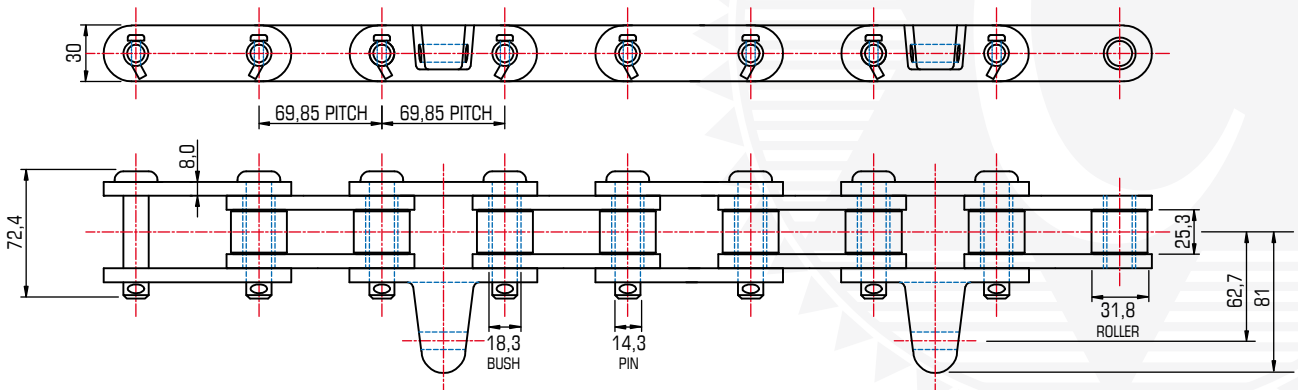 30
69,85 PITCH
69,85 PITCH
8,0
72,4
25,3
62,7
81
18,3
BUSH
14,3
PIN
31,8
ROLLER